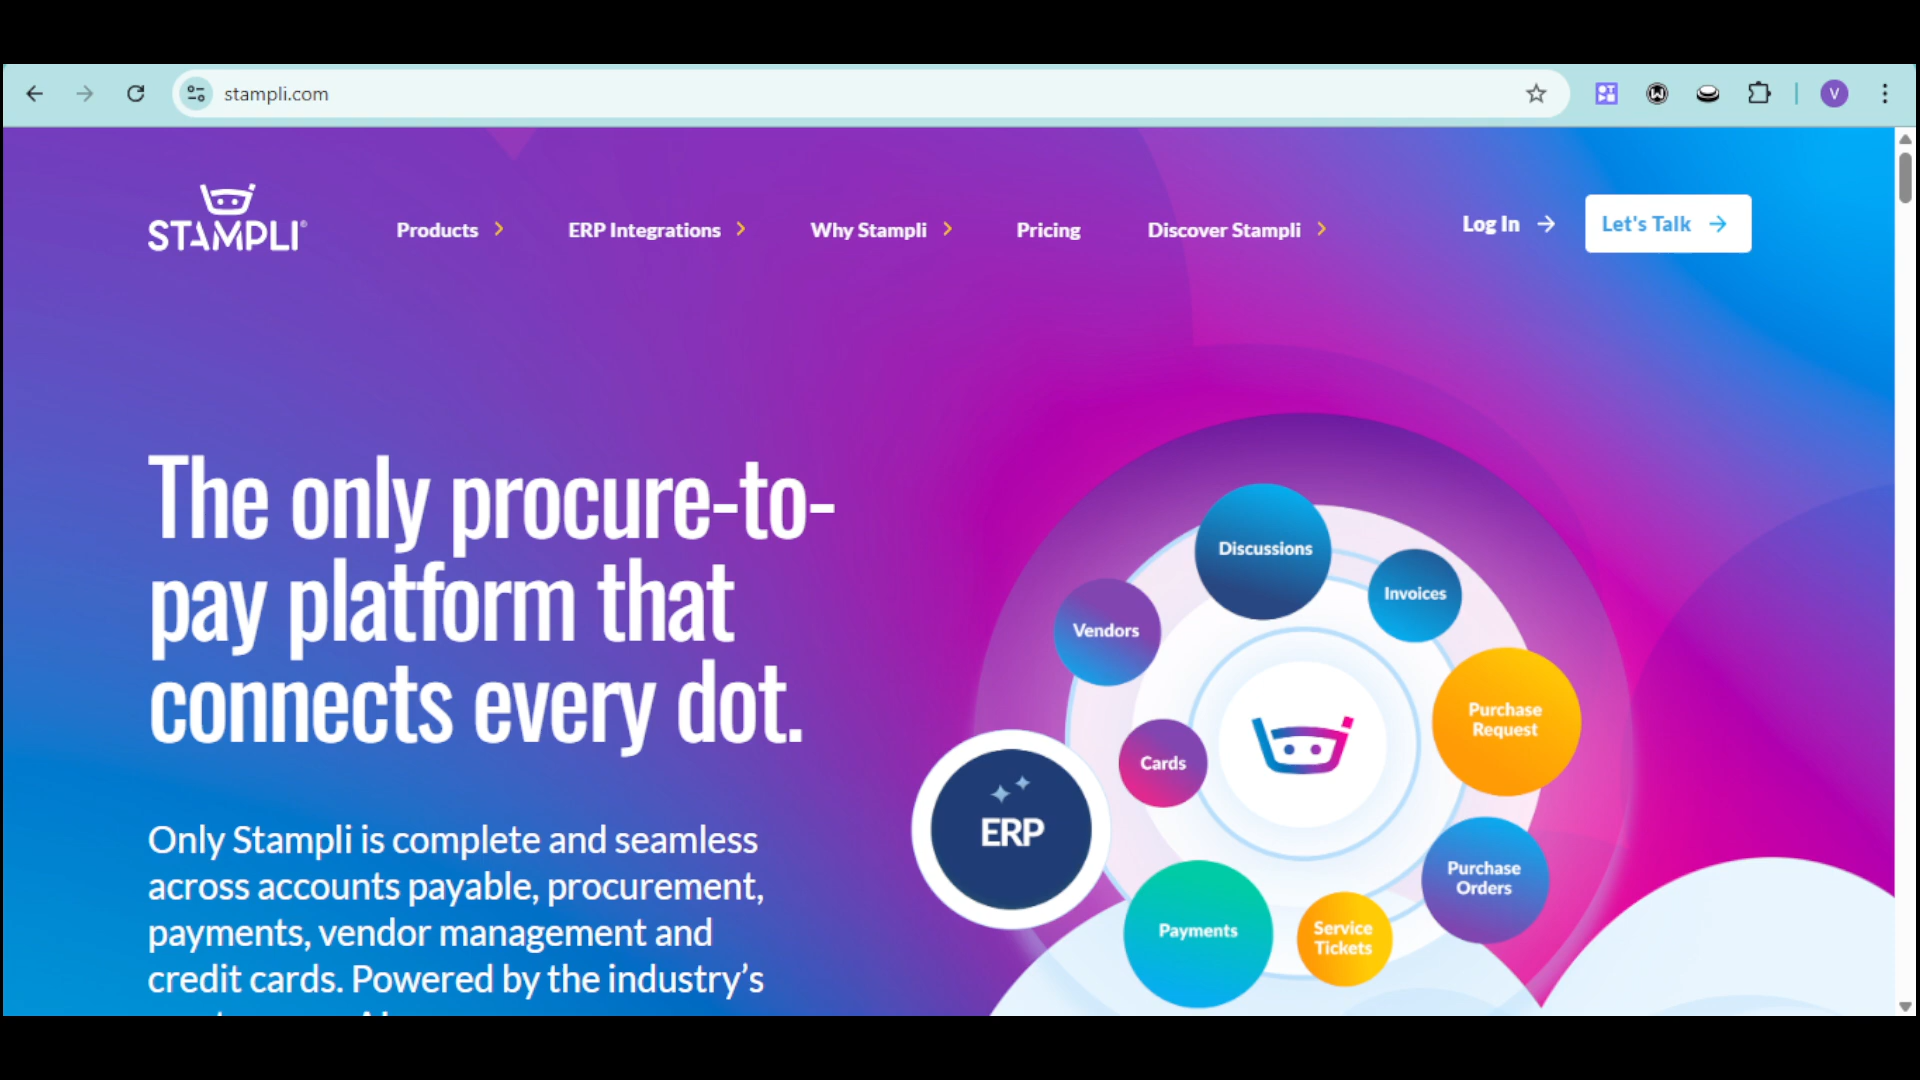 stampli.com
V
STAMPLI®
Products
ERP Integrations
Why Stampli
Pricing
Discover Stampli
Log In
Let's Talk
The only procure-to-
pay platform that
connects every dot.
Only Stampli is complete and seamless
across accounts payable, procurement,
payments, vendor management and
credit cards. Powered by the industry’s
Discussions
Invoices
Vendors
Purchase
Request
Cards
ERP
Purchase
Orders
Payments
Service
Tickets